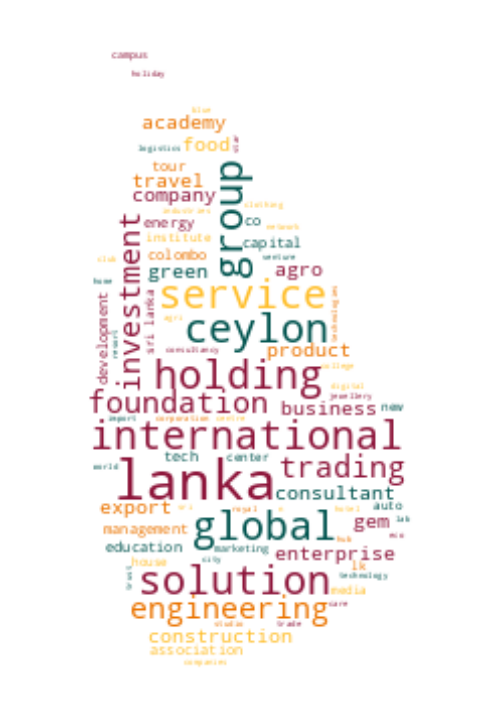 campus
holiday
blue
academy
logistics food star
tour
travel
company
group
industries clothing
energy co
network
institute capital
club colombo venture
green agro
home
investment
development
resort
sri lanka
service
technologies
agri
ceylon
consultancy product
college
holding
digital
foundation jewellery
business new
import corporation centre
international
tech center
world trading
lanka
consultant
export sri royal hotel auto
global gem lab
management eco
hub
education marketing enterprise
city
house lk
trust technology
solution media
engineering care
studio trade
construction
association
companies